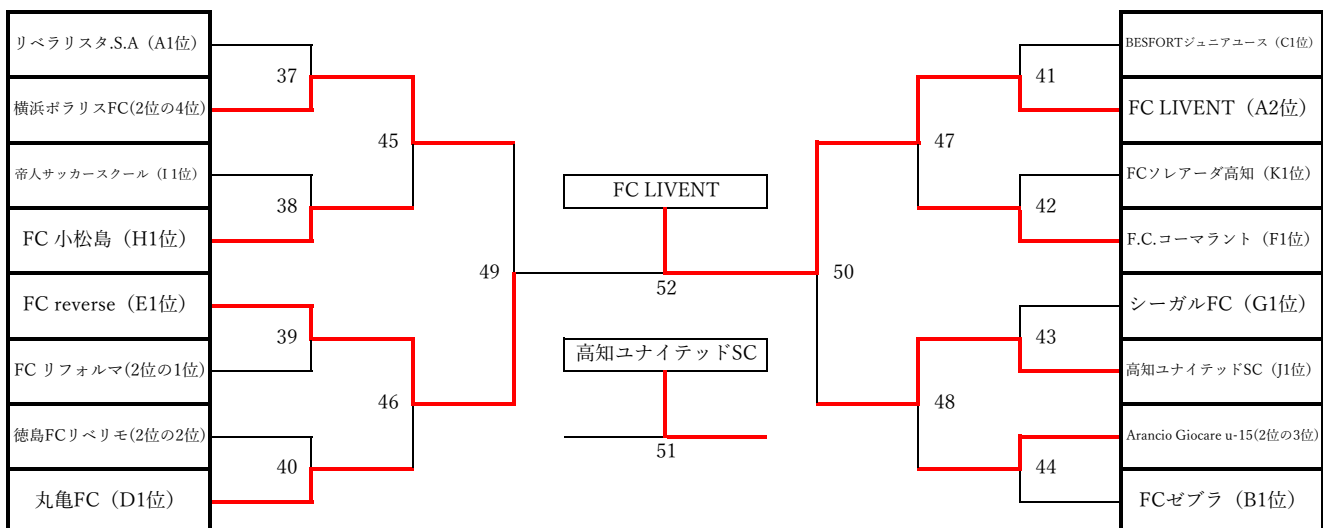 リベラリスタ.S.A（A1位）
横浜ポラリスFC(2位の4位)
帝人サッカースクール（I 1位）
FC 小松島（H1位）
FC reverse（E1位）
FC リフォルマ(2位の1位)
徳島FCリベリモ(2位の2位)
丸亀FC（D1位）
37
38
39
40
45
46
49
FC LIVENT
52
高知ユナイテッドSC
51
50
47
48
41
42
43
44
BESFORTジュニアユース（C1位）
FC LIVENT（A2位）
FCソレアーダ高知（K1位）
F.C.コーマラント（F1位）
シーガルFC（G1位）
高知ユナイテッドSC（J1位）
Arancio Giocare u-15(2位の3位)
FCゼブラ（B1位）